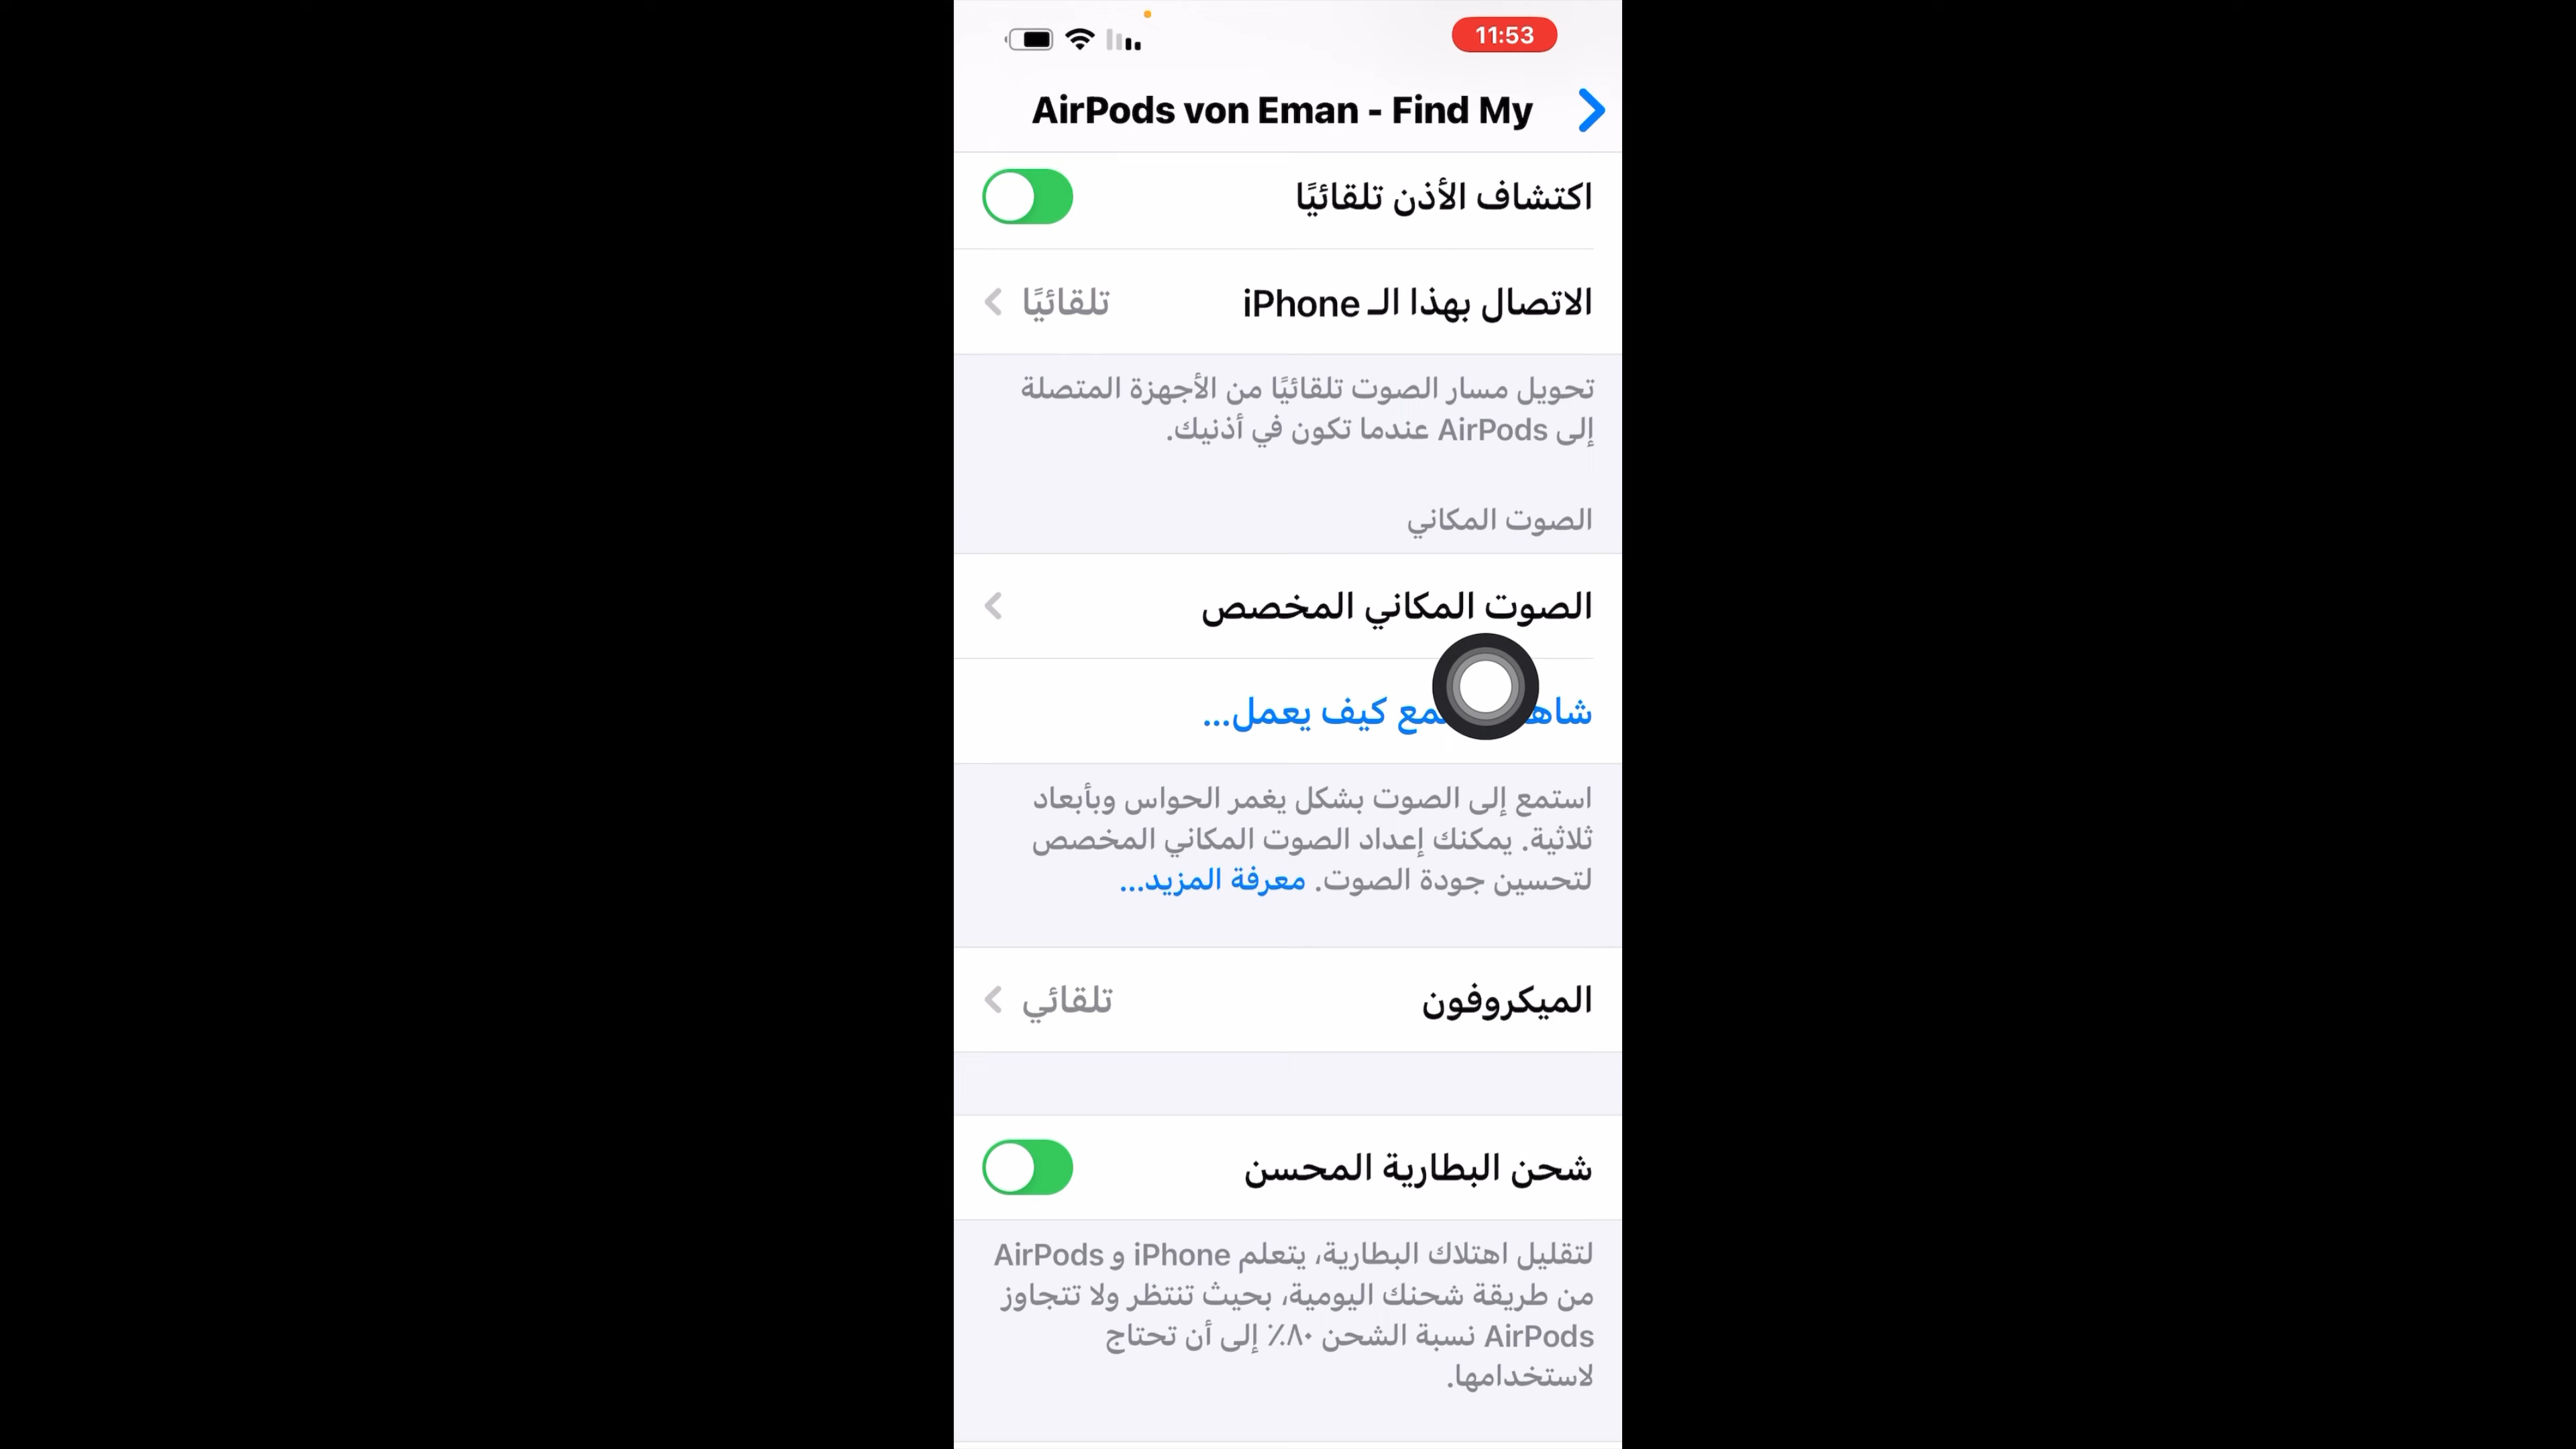 11:53
AirPods von Eman - Find My
اكتشاف الأذن تلقائيًا
الاتصال بهذا الـ iPhone تلقائيًا
تحويل مسار الصوت تلقائيًا من الأجهزة المتصلة
إلى AirPods عندما تكون في أذنيك.
الصوت المكاني
الصوت المكاني المخصص
كيف يعمل...
استمع إلى الصوت بشكل يغمر الحواس وبأبعاد
ثلاثية. يمكنك إعداد الصوت المكاني المخصص
لتحسين جودة الصوت. معرفة المزيد...
الميكروفون تلقائي
شحن البطارية المحسن
لتقليل اهتلاك البطارية، يتعلم iPhone و AirPods
من طريقة شحنك اليومية، بحيث تنتظر ولا تتجاوز
AirPods نسبة الشحن ٨٠٪ إلى أن تحتاج
لاستخدامها.